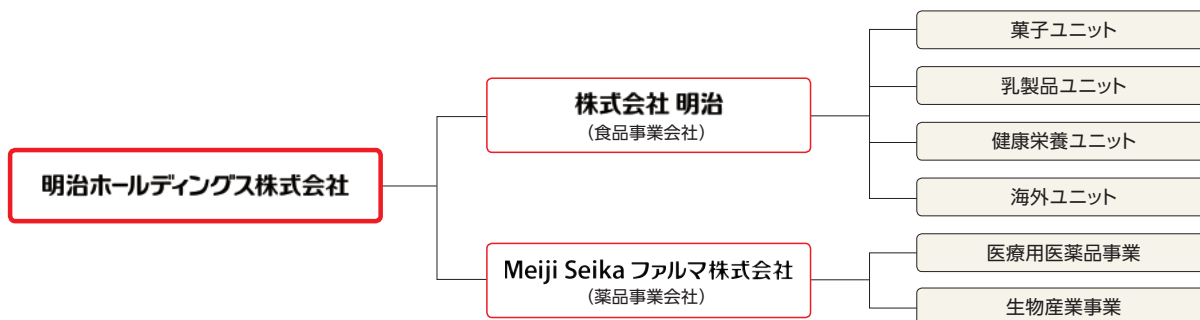 明治ホールディングス株式会社
株式会社 明治
（食品事業会社）
菓子ユニット
乳製品ユニット
健康栄養ユニット
海外ユニット
Meiji Seika ファルマ株式会社
（薬品事業会社）
医療用医薬品事業
生物産業事業